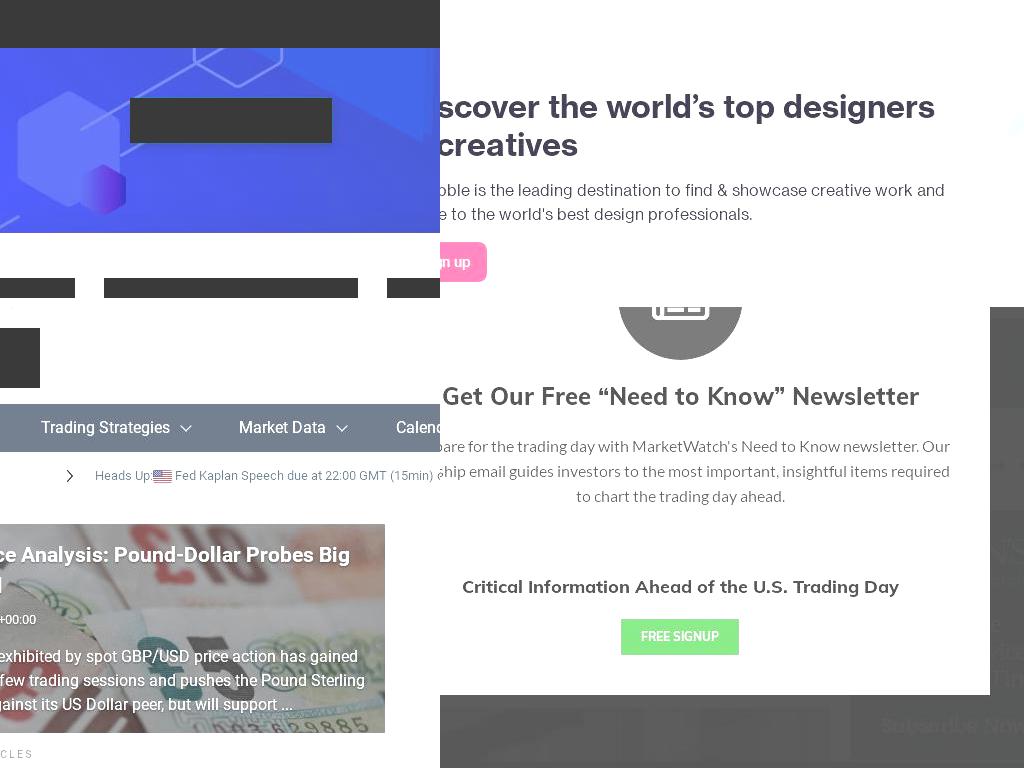 scover the world's top designers
creatives
bble is the leading destination to find & showcase creative work and
e to the world's best design professionals.
gn up
Get Our Free “Need to Know” Newsletter
pare for the trading day with MarketWatch's Need to Know newsletter. Our
ship email guides investors to the most important, insightful items required
to chart the trading day ahead.
Critical Information Ahead of the U.S. Trading Day
FREE SIGNUP
Subscribe Now
Trading Strategies
Market Data
Calend
Heads Up: Fed Kaplan Speech due at 22:00 GMT (15min)
ce Analysis: Pound-Dollar Probes Big
+00:00
exhibited by spot GBP/USD price action has gained
few trading sessions and pushes the Pound Sterling
gainst its US Dollar peer, but will support ...
CLES